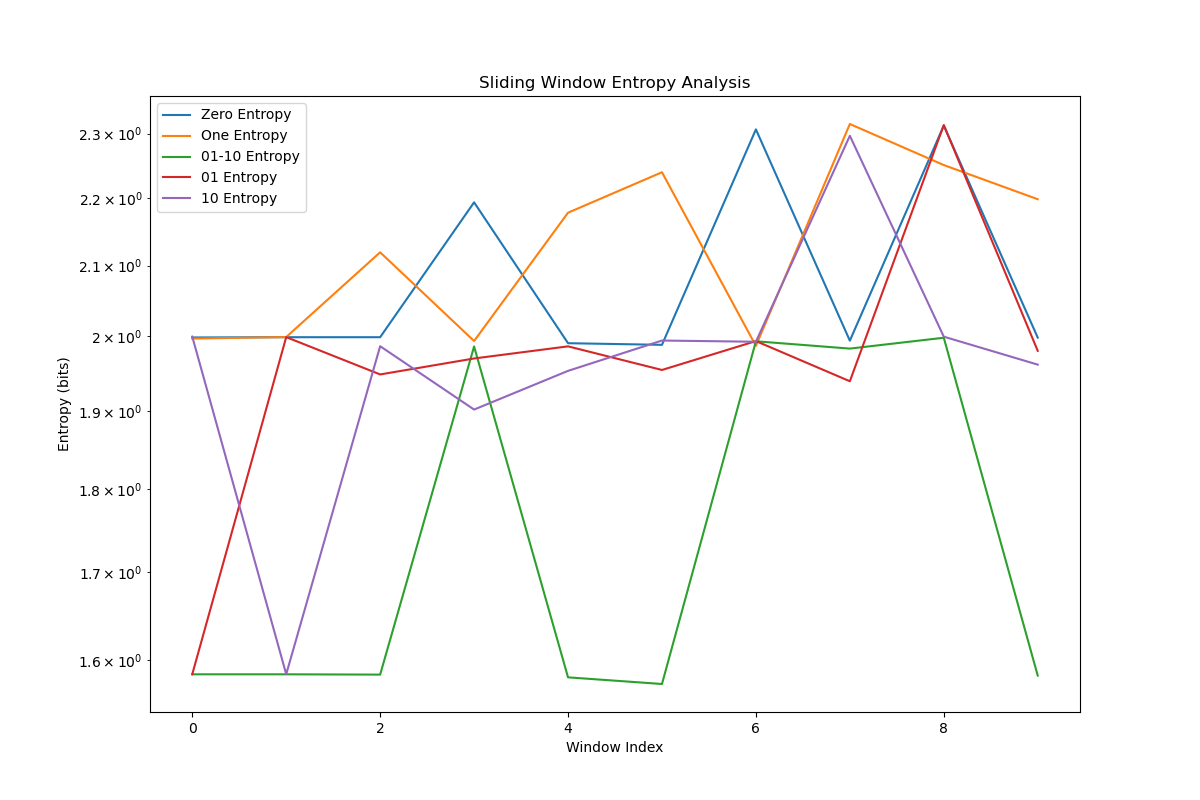 Sliding Window Entropy Analysis
Zero Entropy
One Entropy
01-10 Entropy
01 Entropy
10 Entropy
2.3 × 10⁰
2.2 × 10⁰
2.1 × 10⁰
2 × 10⁰
1.9 × 10⁰
1.8 × 10⁰
1.7 × 10⁰
1.6 × 10⁰
Entropy (bits)
0 2 4 6 8
Window Index